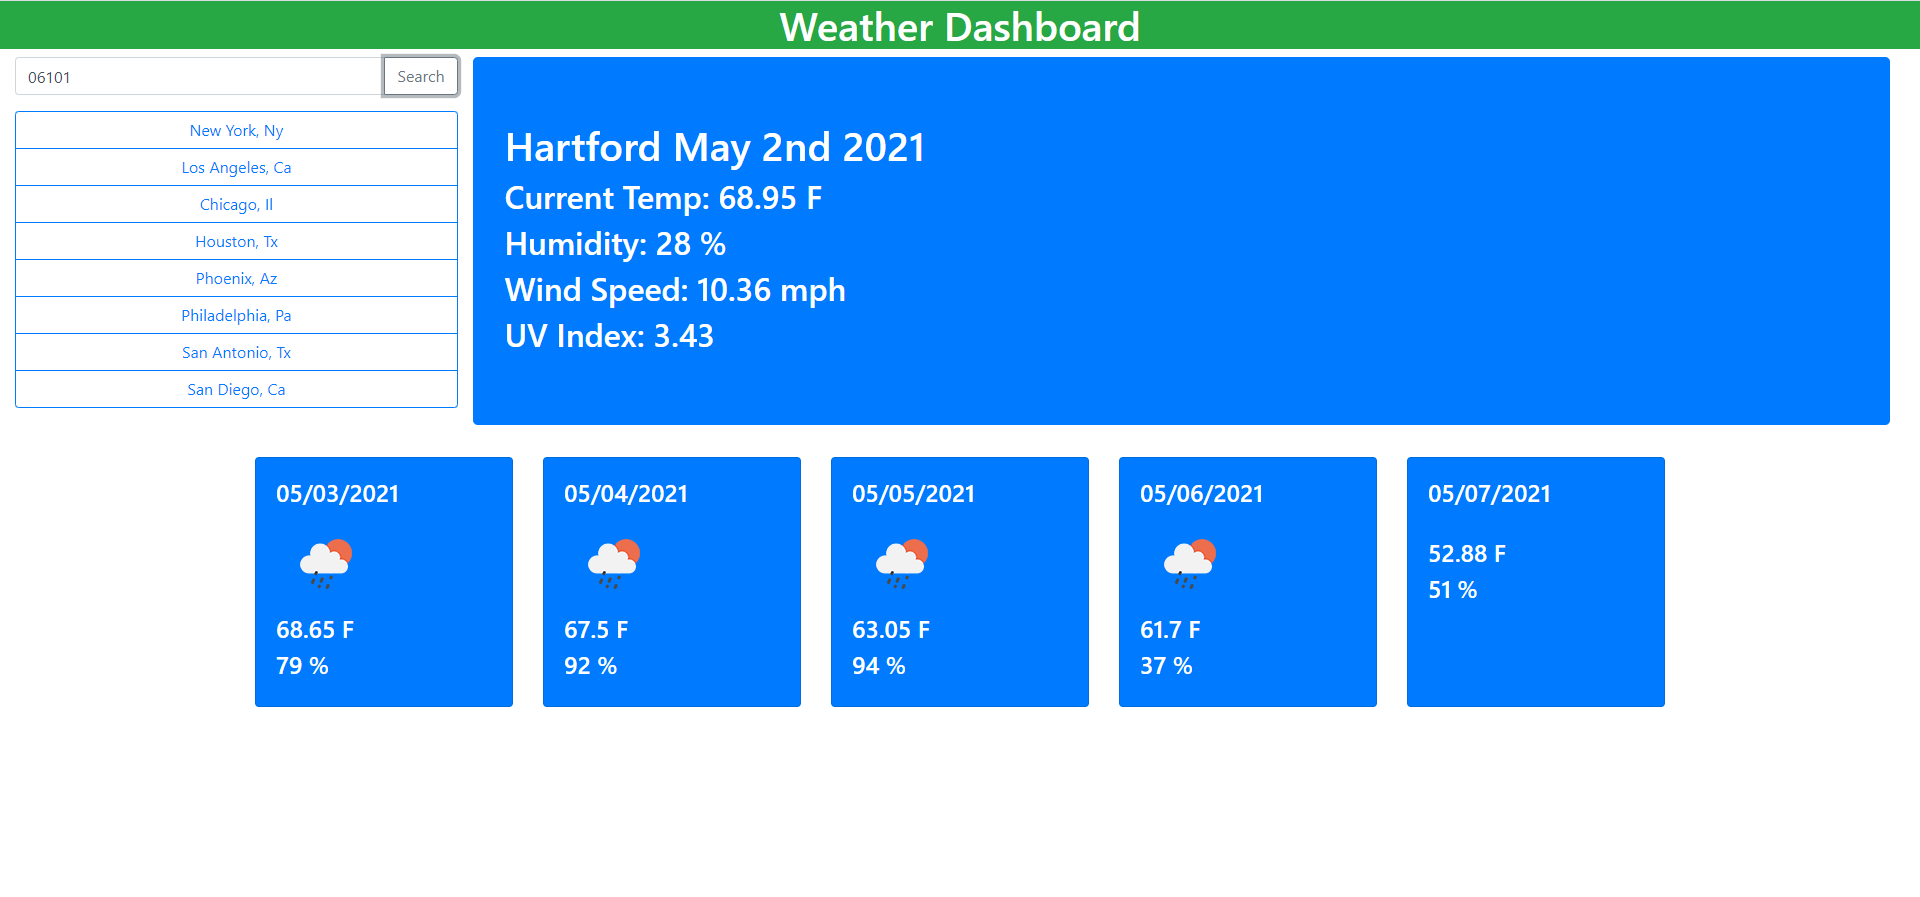 Weather Dashboard
06101
Search
New York, Ny
Los Angeles, Ca
Chicago, Il
Houston, Tx
Phoenix, Az
Philadelphia, Pa
San Antonio, Tx
San Diego, Ca
Hartford May 2nd 2021
Current Temp: 68.95 F
Humidity: 28 %
Wind Speed: 10.36 mph
UV Index: 3.43
05/03/2021
68.65 F
79 %
05/04/2021
67.5 F
92 %
05/05/2021
63.05 F
94 %
05/06/2021
61.7 F
37 %
05/07/2021
52.88 F
51 %